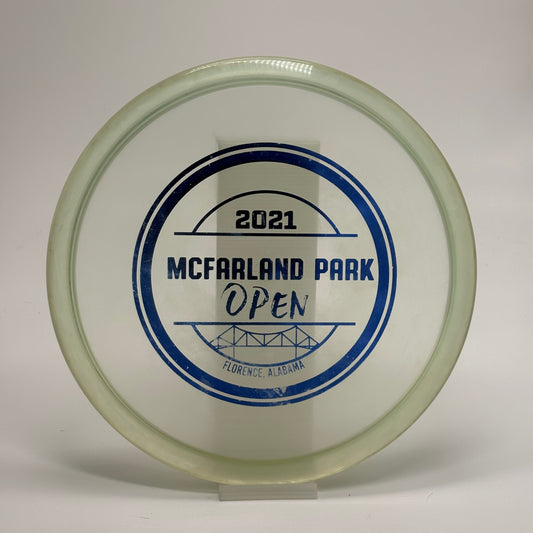 2021
MCFARLAND PARK
OPEN
FLORENCE, ALABAMA